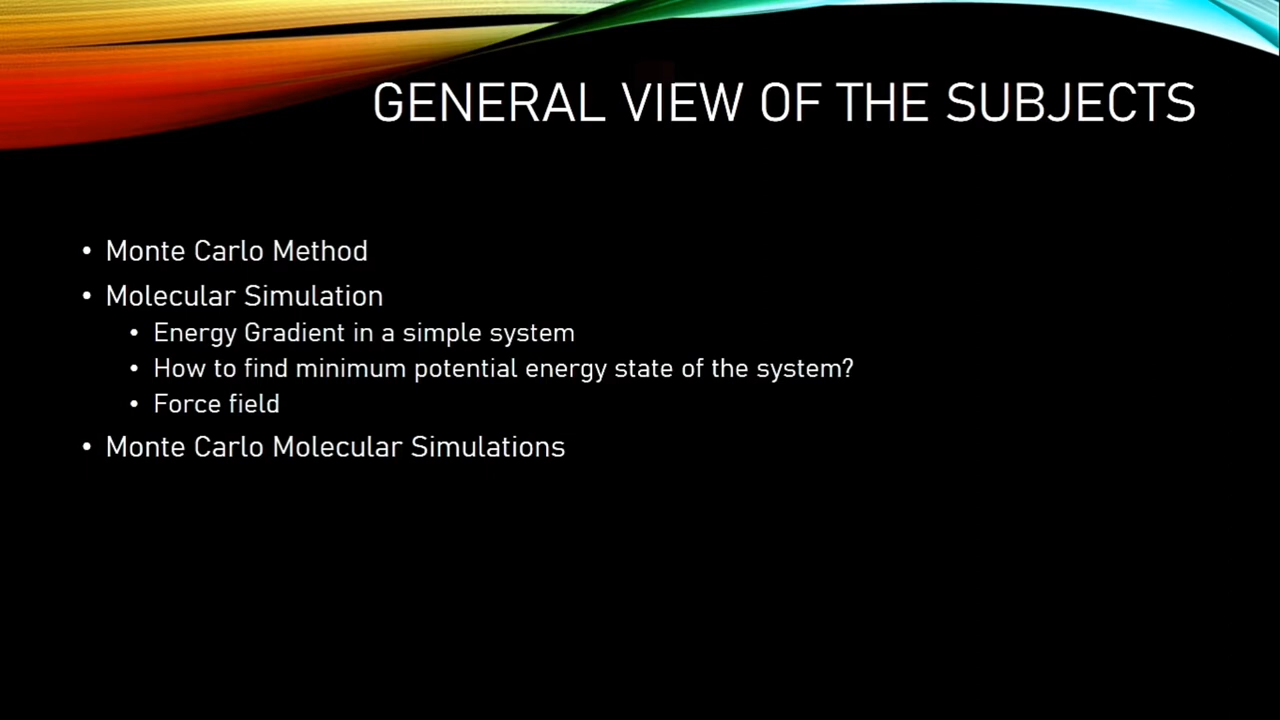 GENERAL VIEW OF THE SUBJECTS
• Monte Carlo Method
• Molecular Simulation
• Energy Gradient in a simple system
• How to find minimum potential energy state of the system?
• Force field
• Monte Carlo Molecular Simulations